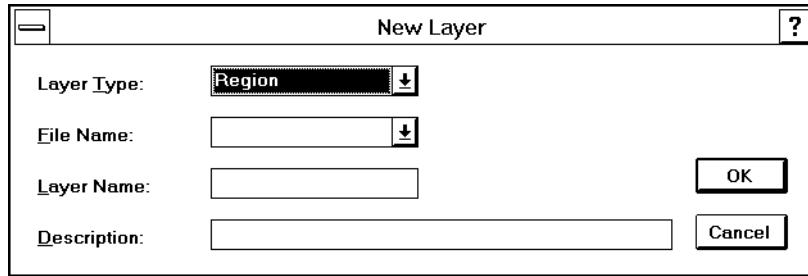 New Layer
?
Layer Type:
Region
File Name:
Layer Name:
OK
Description:
Cancel